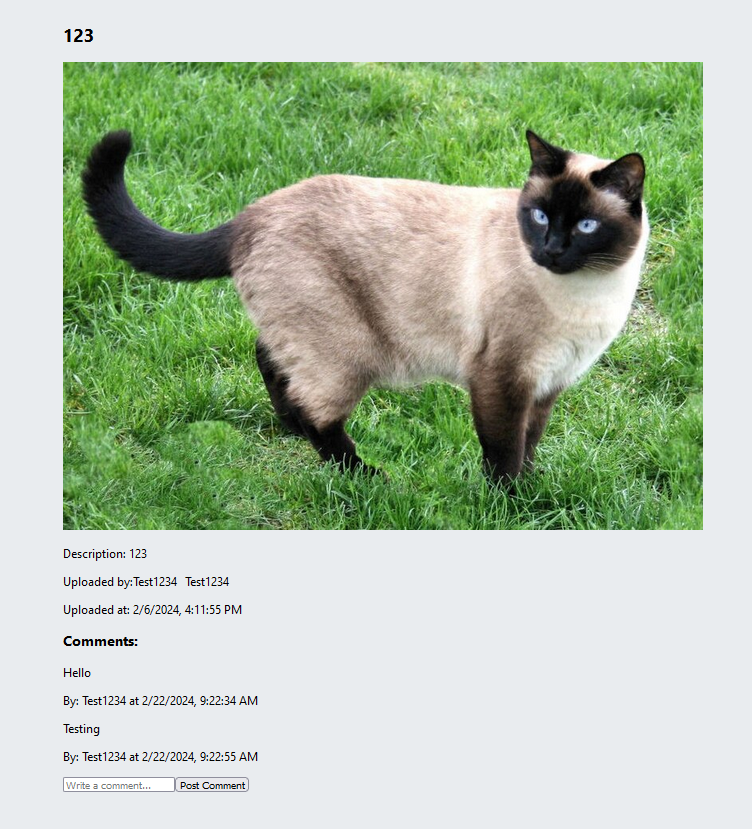 123
Description: 123
Uploaded by:Test1234 Test1234
Uploaded at: 2/6/2024, 4:11:55 PM
Comments:
Hello
By: Test1234 at 2/22/2024, 9:22:34 AM
Testing
By: Test1234 at 2/22/2024, 9:22:55 AM
Write a comment... Post Comment